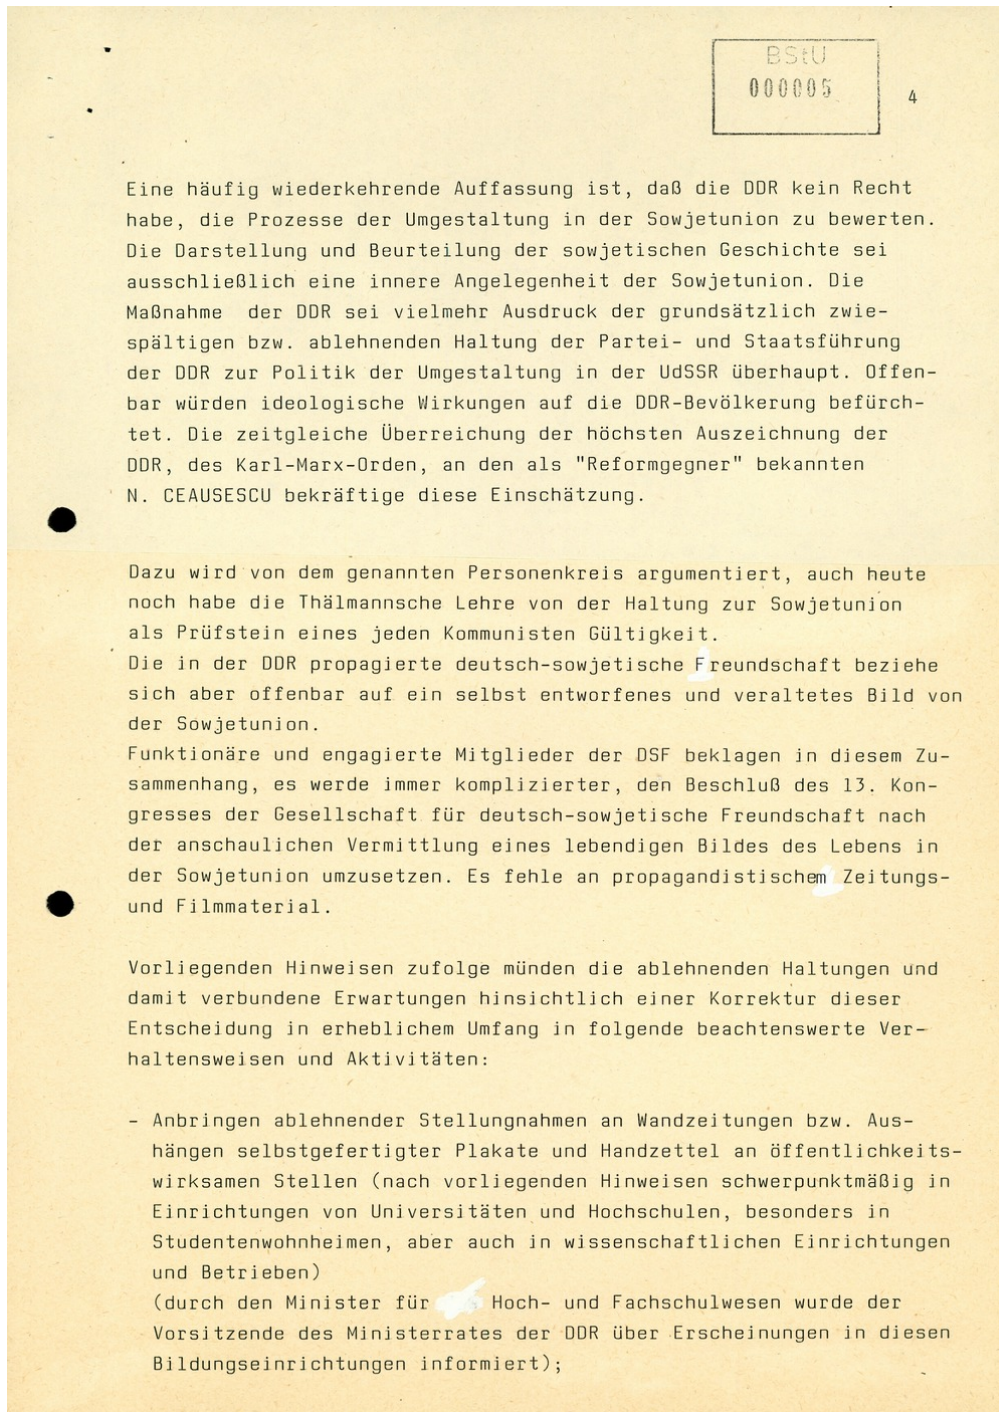 BStU
000005
4
Eine häufig wiederkehrende Auffassung ist, daß die DDR kein Recht
habe, die Prozesse der Umgestaltung in der Sowjetunion zu bewerten.
Die Darstellung und Beurteilung der sowjetischen Geschichte sei
ausschließlich eine innere Angelegenheit der Sowjetunion. Die
Maßnahme der DDR sei vielmehr Ausdruck der grundsätzlich zwie-
spältigen bzw. ablehnenden Haltung der Partei- und Staatsführung
der DDR zur Politik der Umgestaltung in der UdSSR überhaupt. Offen-
bar würden ideologische Wirkungen auf die DDR-Bevölkerung befürch-
tet. Die zeitgleiche Überreichung der höchsten Auszeichnung der
DDR, des Karl-Marx-Orden, an den als "Reformgegner" bekannten
N. CEAUSESCU bekräftige diese Einschätzung.
Dazu wird von dem genannten Personenkreis argumentiert, auch heute
noch habe die Thälmannsche Lehre von der Haltung zur Sowjetunion
als Prüfstein eines jeden Kommunisten Gültigkeit.
Die in der DDR propagierte deutsch-sowjetische Freundschaft beziehe
sich aber offenbar auf ein selbst entworfenes und veraltetes Bild von
der Sowjetunion.
Funktionäre und engagierte Mitglieder der DSF beklagen in diesem Zu-
sammenhang, es werde immer komplizierter, den Beschluß des 13. Kon-
gresses der Gesellschaft für deutsch-sowjetische Freundschaft nach
der anschaulichen Vermittlung eines lebendigen Bildes des Lebens in
der Sowjetunion umzusetzen. Es fehle an propagandistischem Zeitungs-
und Filmmaterial.
Vorliegenden Hinweisen zufolge münden die ablehnenden Haltungen und
damit verbundene Erwartungen hinsichtlich einer Korrektur dieser
Entscheidung in erheblichem Umfang in folgende beachtenswerte Ver-
haltensweisen und Aktivitäten:
- Anbringen ablehnender Stellungnahmen an Wandzeitungen bzw. Aus-
hängen selbstgefertigter Plakate und Handzettel an öffentlichkeits-
wirksamen Stellen (nach vorliegenden Hinweisen schwerpunktmäßig in
Einrichtungen von Universitäten und Hochschulen, besonders in
Studentenwohnheimen, aber auch in wissenschaftlichen Einrichtungen
und Betrieben)
(durch den Minister für Hoch- und Fachschulwesen wurde der
Vorsitzende des Ministerrates der DDR über Erscheinungen in diesen
Bildungseinrichtungen informiert);